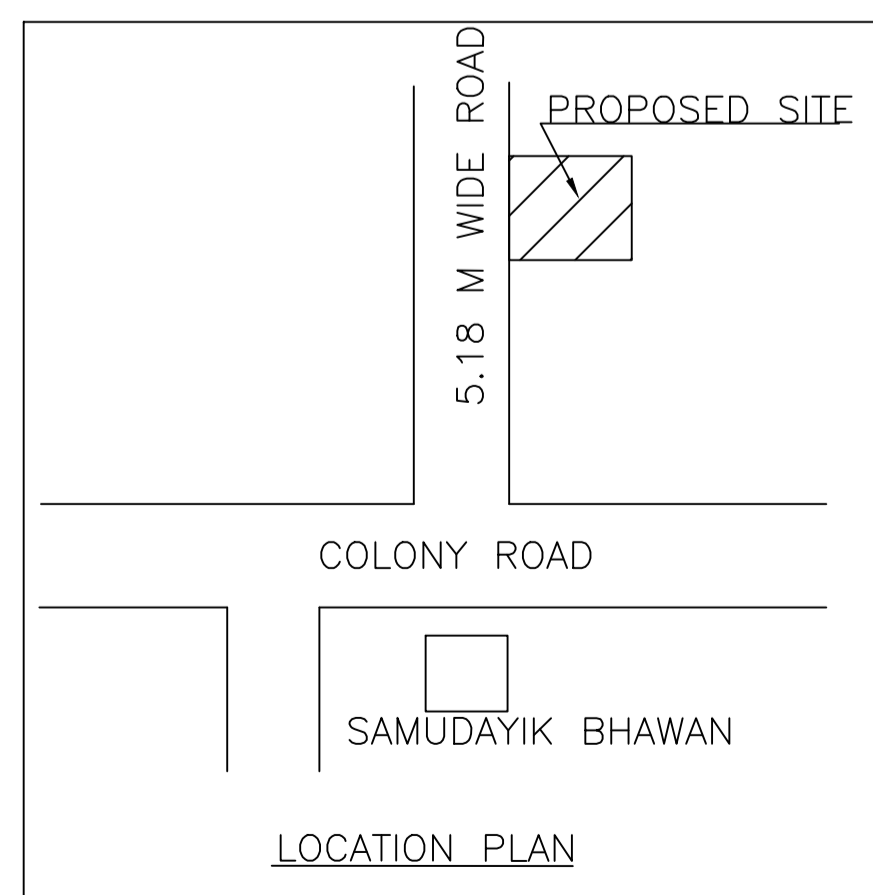 PROPOSED SITE
5.18 M WIDE ROAD
COLONY ROAD
SAMUDAYIK BHAWAN
LOCATION PLAN